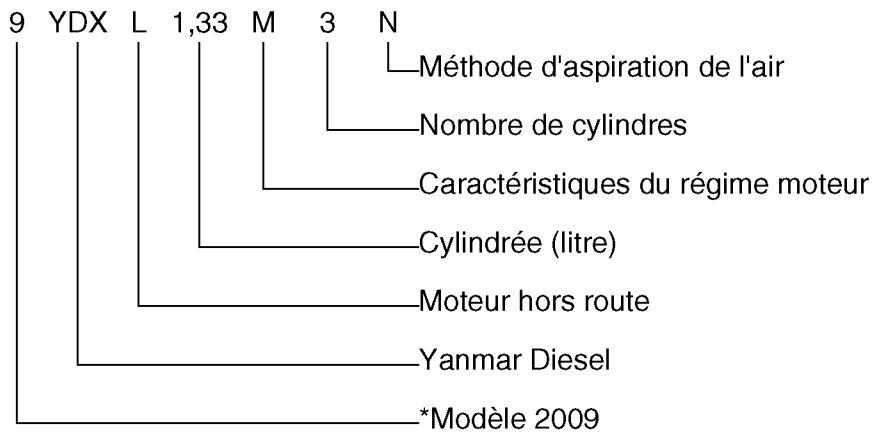 9 YDX L 1,33 M 3 N
Méthode d'aspiration de l'air
Nombre de cylindres
Caractéristiques du régime moteur
Cylindrée (litre)
Moteur hors route
Yanmar Diesel
*Modèle 2009